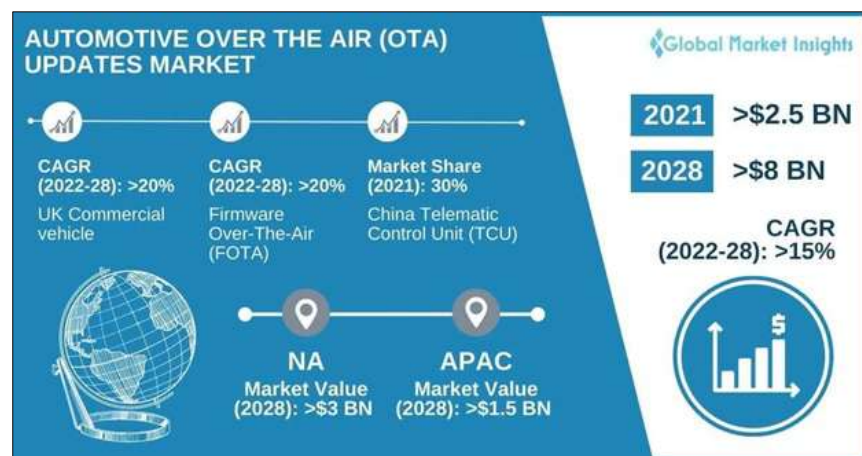 AUTOMOTIVE OVER THE AIR (OTA)
UPDATES MARKET
Global Market Insights
CAGR
(2022-28): >20%
UK Commercial
vehicle
CAGR
(2022-28): >20%
Firmware
Over-The-Air
(FOTA)
Market Share
(2021): 30%
China Telematic
Control Unit (TCU)
2021 >$2.5 BN
2028 >$8 BN
CAGR
(2022-28): >15%
$
NA
Market Value
(2028): >$3 BN
APAC
Market Value
(2028): >$1.5 BN